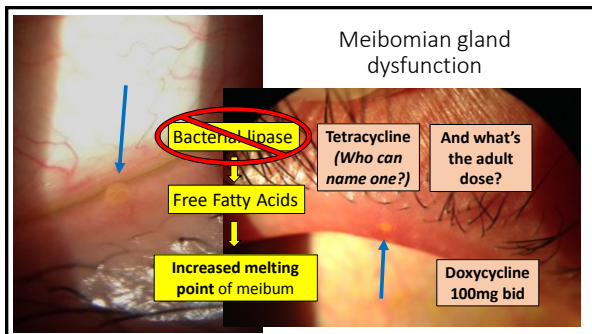 Meibomian gland
dysfunction
Bacterial lipase
Free Fatty Acids
Increased melting
point of meibum
Tetracycline
(Who can
name one?)
And what's
the adult
dose?
Doxycycline
100mg bid